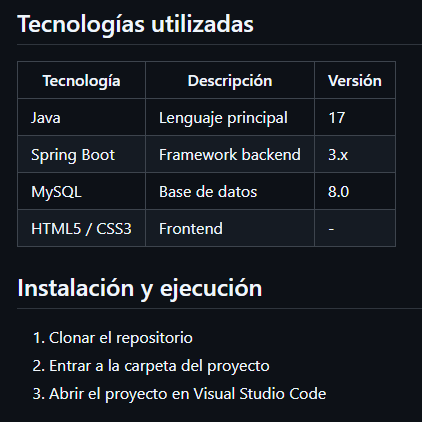 Tecnologías utilizadas
Tecnología Descripción Versión
Java Lenguaje principal 17
Spring Boot Framework backend 3.x
MySQL Base de datos 8.0
HTML5 / CSS3 Frontend -
Instalación y ejecución
1. Clonar el repositorio
2. Entrar a la carpeta del proyecto
3. Abrir el proyecto en Visual Studio Code